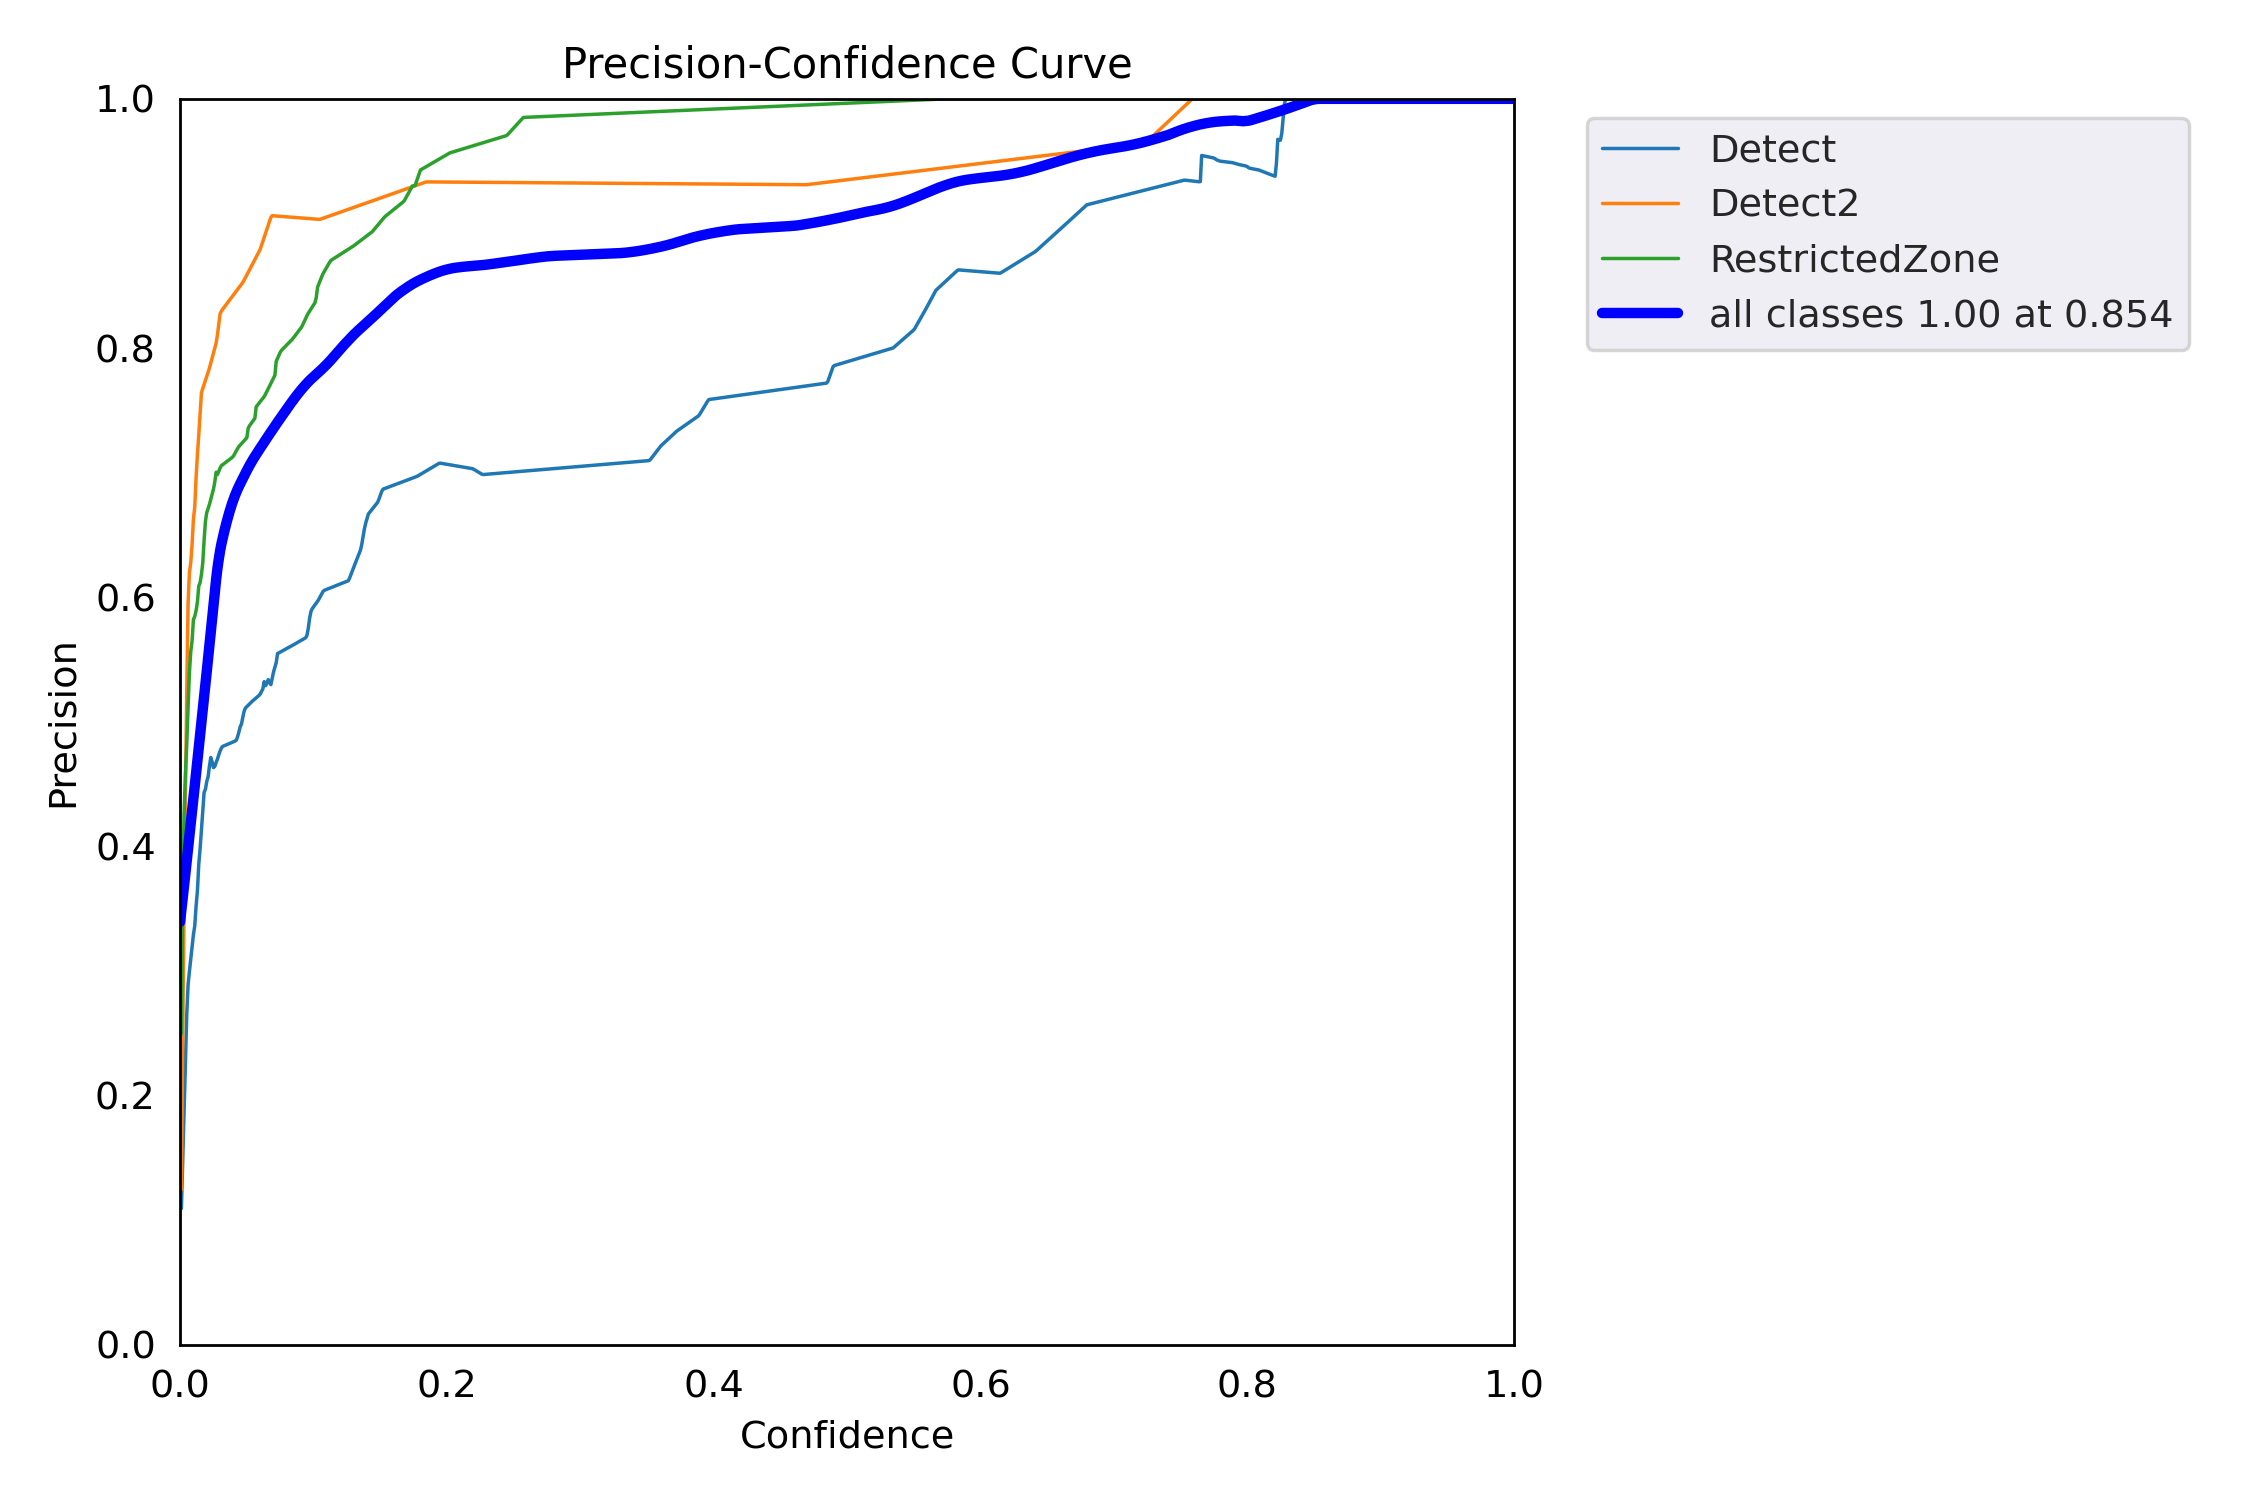 Precision-Confidence Curve
1.0
0.8
0.6
0.4
0.2
0.0
Precision
0.0 0.2 0.4 0.6 0.8 1.0
Confidence
Detect
Detect2
RestrictedZone
all classes 1.00 at 0.854